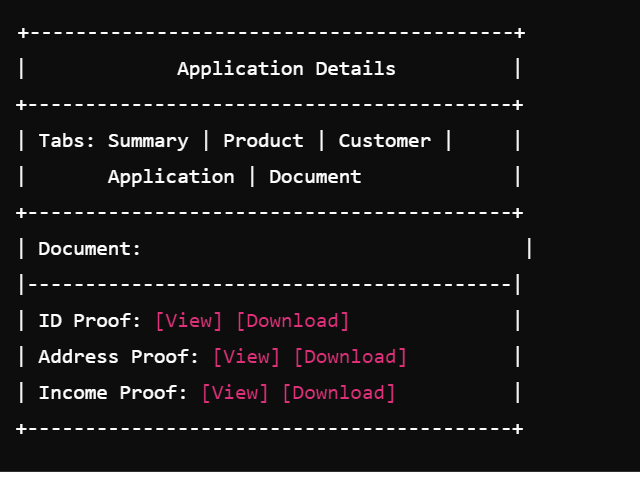 +------------------------------------------+
|             Application Details          |
+------------------------------------------+
| Tabs: Summary | Product | Customer |     |
|       Application | Document             |
+------------------------------------------+
| Document:                                 |
|------------------------------------------|
| ID Proof: [View] [Download]              |
| Address Proof: [View] [Download]         |
| Income Proof: [View] [Download]          |
+------------------------------------------+